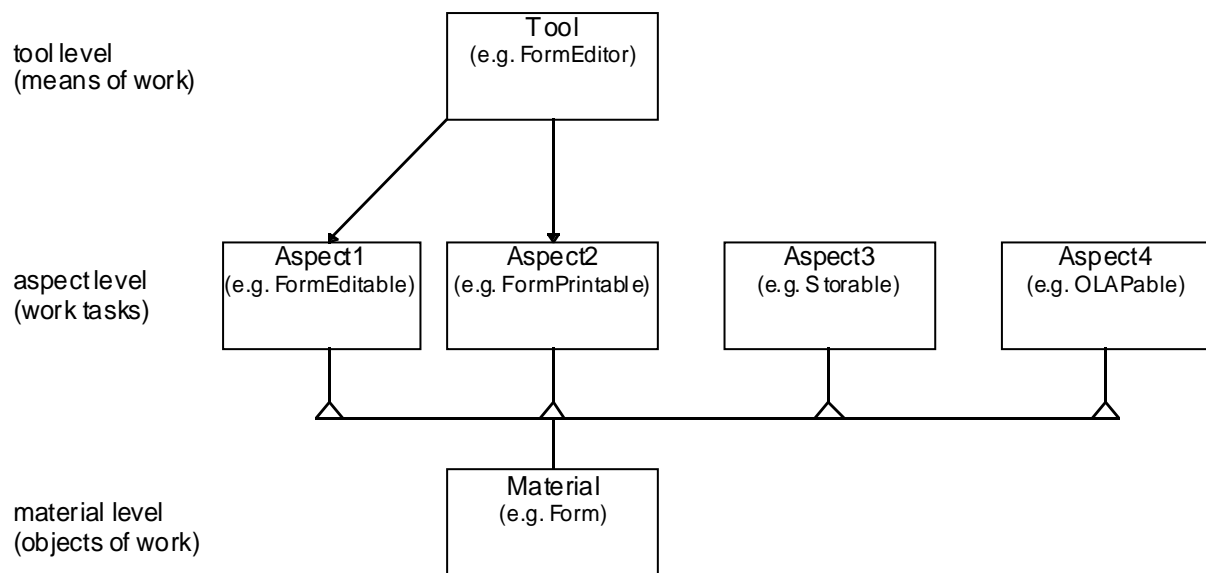 Tool
(e.g. FormEditor)
tool level
(means of work)
Aspect1
(e.g. FormEditable)
Aspect2
(e.g. FormPrintable)
Aspect3
(e.g. Storable)
Aspect4
(e.g. OLAPable)
aspect level
(work tasks)
Material
(e.g. Form)
material level
(objects of work)